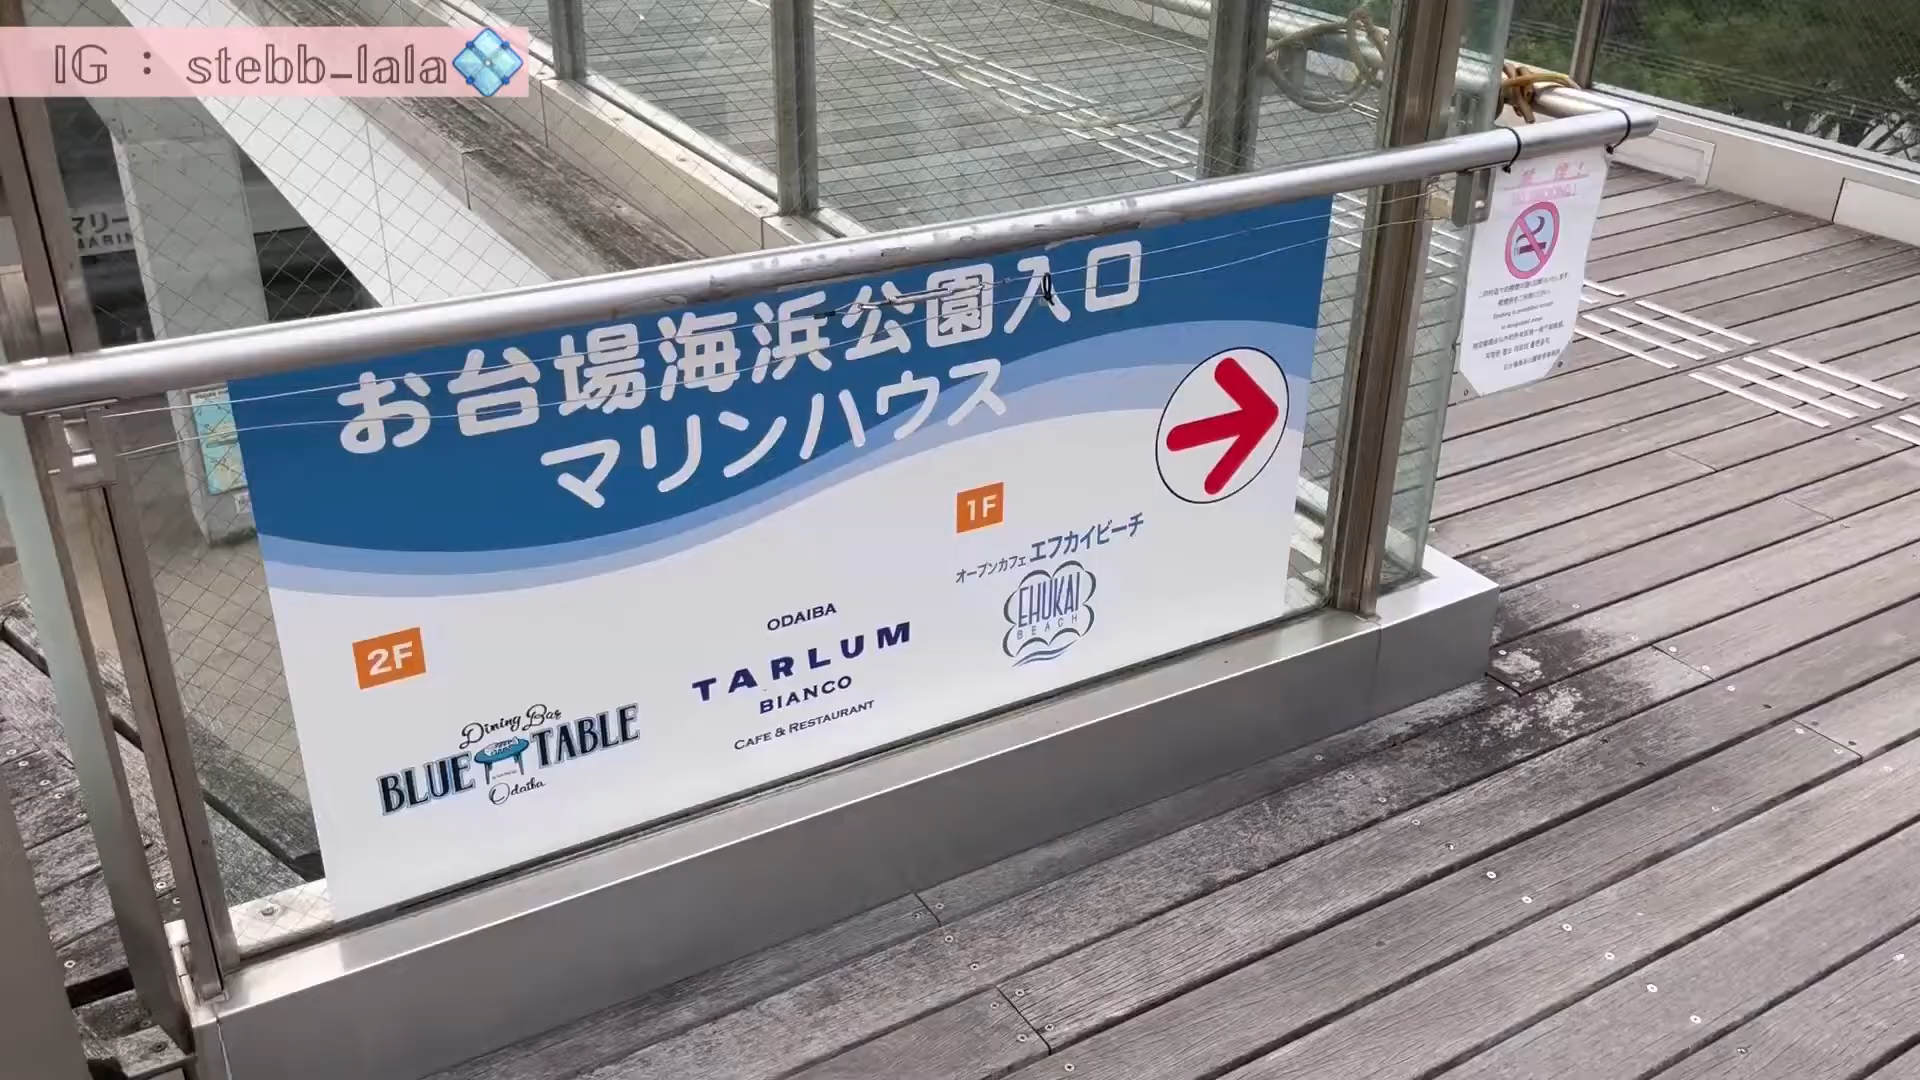 IG：stebb_lala
マリー
MARIN
お台場海浜公園入口
マリンハウス
1F
オープンカフェ エフカイビーチ
EHUKAI
BEACH
2F
Dining Bar
BLUE TABLE
Odaiba
ODAIBA
TARLUM
BIANCO
CAFE & RESTAURANT